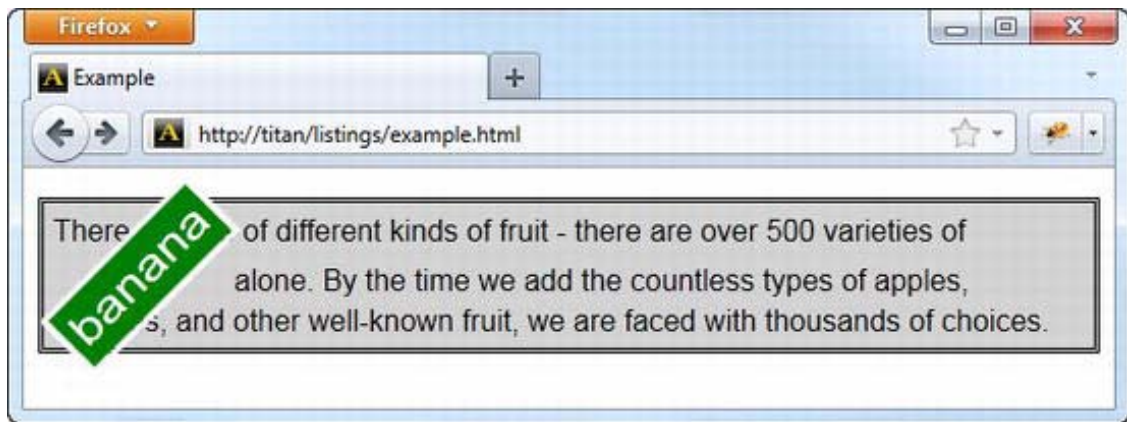 Firefox
Example
http://titan/listings/example.html
There of different kinds of fruit - there are over 500 varieties of
banana
alone. By the time we add the countless types of apples,
s, and other well-known fruit, we are faced with thousands of choices.